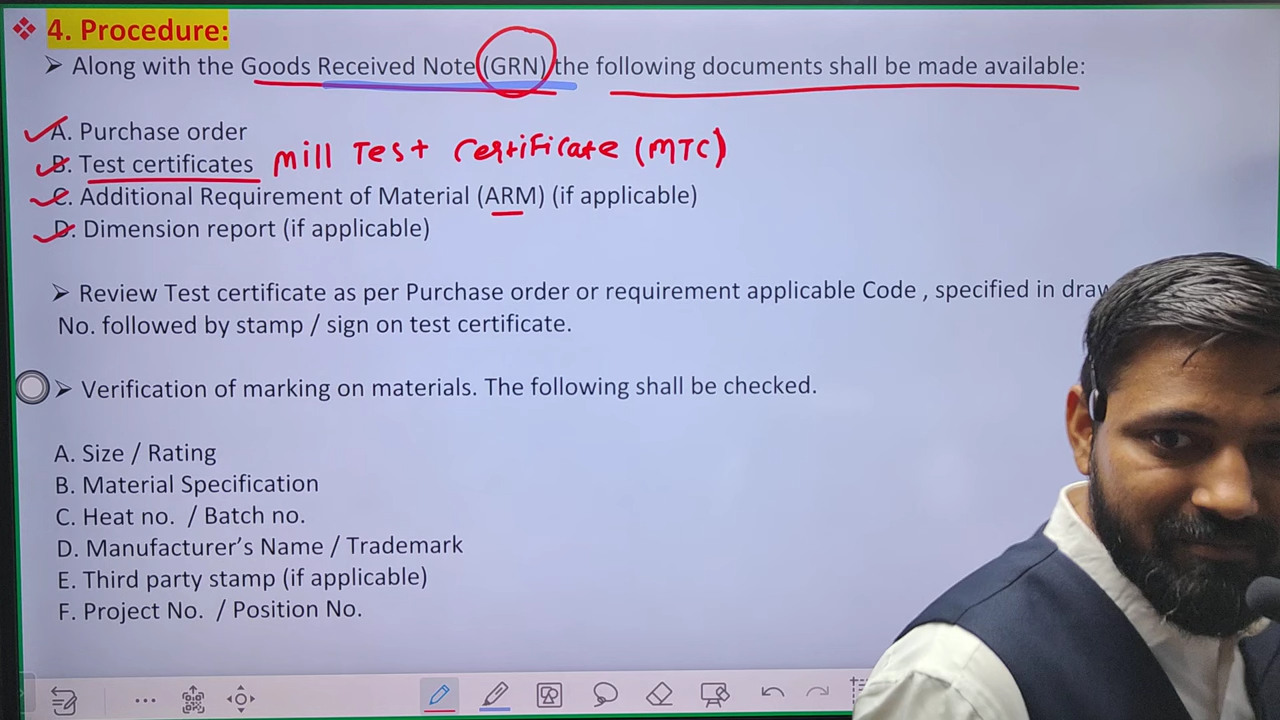 ❖ 4. Procedure:
➢ Along with the Goods Received Note (GRN) the following documents shall be made available:
A. Purchase order
B. Test certificates mill Test Certificate (MTC)
C. Additional Requirement of Material (ARM) (if applicable)
D. Dimension report (if applicable)
➢ Review Test certificate as per Purchase order or requirement applicable Code , specified in
No. followed by stamp / sign on test certificate.
➢ Verification of marking on materials. The following shall be checked.
A. Size / Rating
B. Material Specification
C. Heat no. / Batch no.
D. Manufacturer’s Name / Trademark
E. Third party stamp (if applicable)
F. Project No. / Position No.